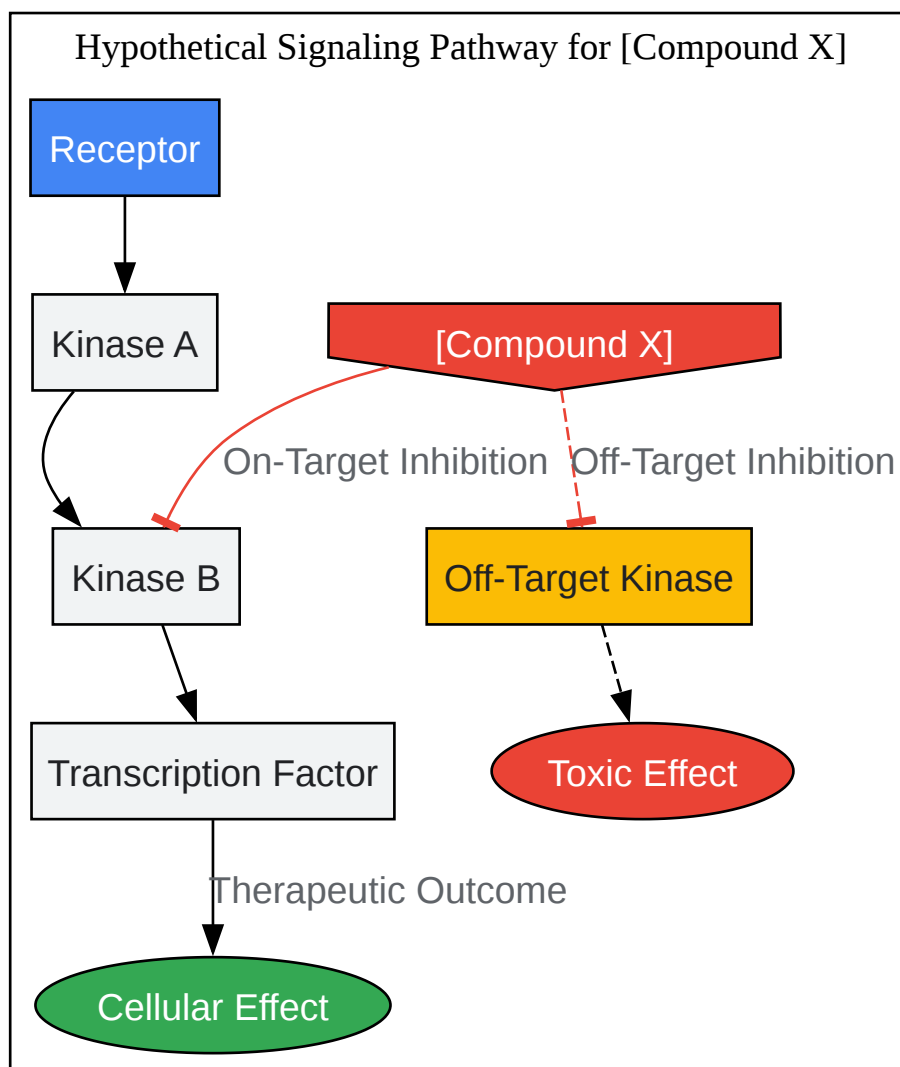 Hypothetical Signaling Pathway for [Compound X]
Receptor
Kinase A
[Compound X]
On-Target Inhibition
Off-Target Inhibition
Kinase B
Off-Target Kinase
Transcription Factor
Toxic Effect
Therapeutic Outcome
Cellular Effect